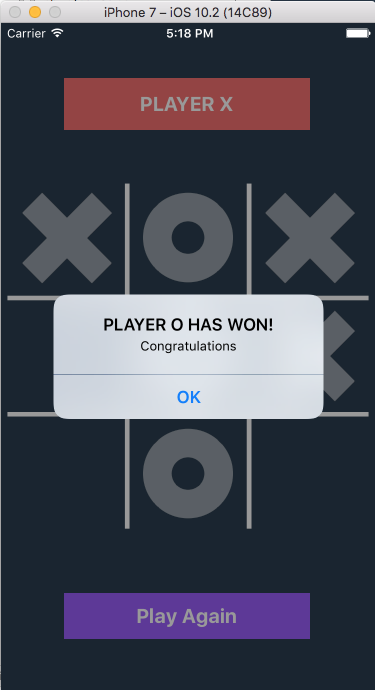 iPhone 7 – iOS 10.2 (14C89)
Carrier 5:18 PM
PLAYER X
X O X
PLAYER O HAS WON!
Congratulations
OK
O
Play Again